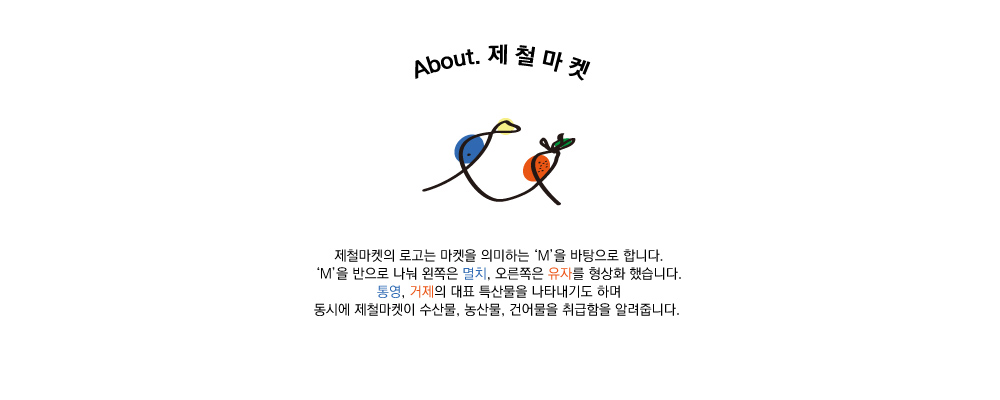 About. 제철마켓
제철마켓의 로고는 마켓을 의미하는 ‘M’을 바탕으로 합니다.
‘M’을 반으로 나눠 왼쪽은 멸치, 오른쪽은 유자를 형상화 했습니다.
통영, 거제의 대표 특산물을 나타내기도 하며
동시에 제철마켓이 수산물, 농산물, 건어물을 취급함을 알려줍니다.